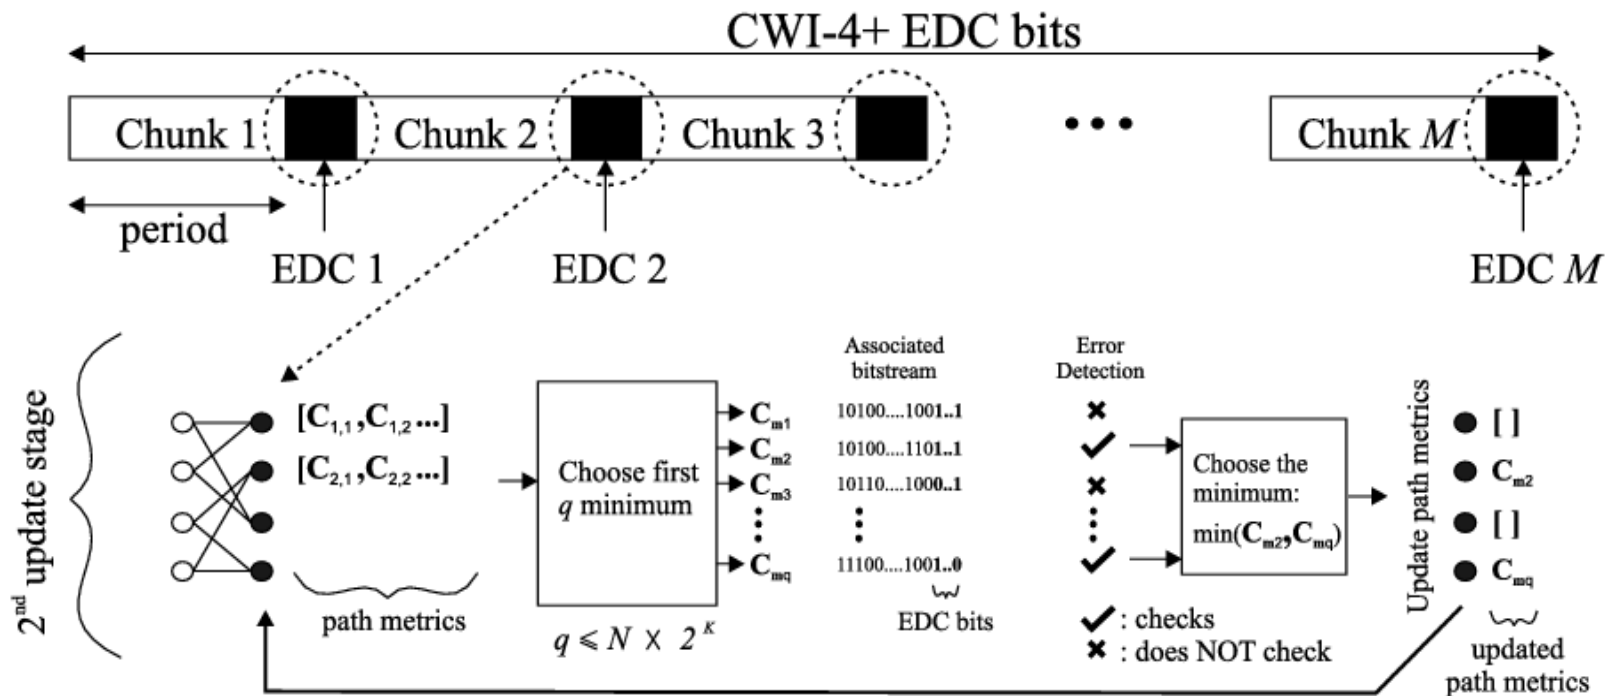 CWI-4+ EDC bits
Chunk 1
Chunk 2
Chunk 3
Chunk M
period
EDC 1
EDC 2
EDC M
2nd update stage
[C1,1,C1,2...]
[C2,1,C2,2...]
path metrics
Choose first
q minimum
q ⩽ N X 2^K
Cm1
Cm2
Cm3
Cmq
Associated
bitstream
10100....1001..1
10100....1101..1
10110....1000..1
11100....1001..0
EDC bits
Error
Detection
✓: checks
×: does NOT check
Choose the
minimum:
min(Cm2,Cmq)
Update path metrics
[ ]
Cm2
[ ]
Cmq
updated
path metrics